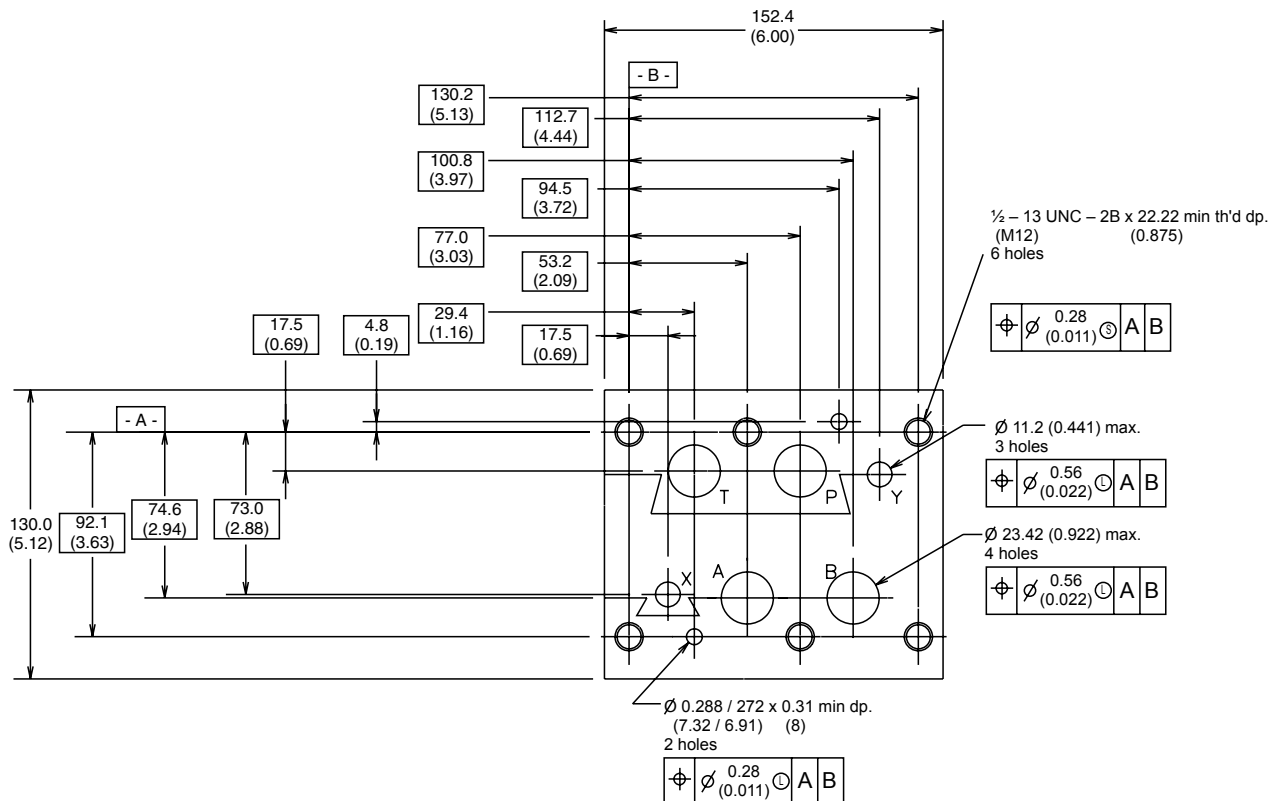 152.4
(6.00)
- B -
130.2
(5.13)
112.7
(4.44)
100.8
(3.97)
94.5
(3.72)
77.0
(3.03)
53.2
(2.09)
29.4
(1.16)
17.5
(0.69)
17.5
(0.69)
4.8
(0.19)
½ – 13 UNC – 2B x 22.22 min th'd dp.
(M12) (0.875)
6 holes
⌖ Ø 0.28 Ⓢ A B
(0.011)
- A -
130.0
(5.12)
92.1
(3.63)
74.6
(2.94)
73.0
(2.88)
T
P
Y
X
A
B
Ø 11.2 (0.441) max.
3 holes
⌖ Ø 0.56 Ⓛ A B
(0.022)
Ø 23.42 (0.922) max.
4 holes
⌖ Ø 0.56 Ⓛ A B
(0.022)
Ø 0.288 / 272 x 0.31 min dp.
(7.32 / 6.91) (8)
2 holes
⌖ Ø 0.28 Ⓛ A B
(0.011)